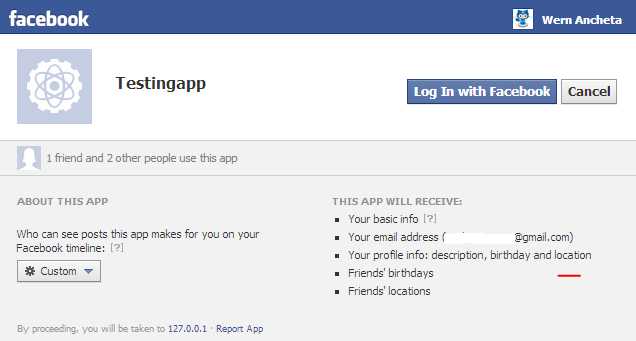 facebook
Wern Ancheta
Testingapp
Log In with Facebook
Cancel
1 friend and 2 other people use this app
ABOUT THIS APP
Who can see posts this app makes for you on your
Facebook timeline: [?]
Custom
THIS APP WILL RECEIVE:
Your basic info [?]
Your email address ( @gmail.com)
Your profile info: description, birthday and location
Friends' birthdays
Friends' locations
By proceeding, you will be taken to 127.0.0.1 · Report App